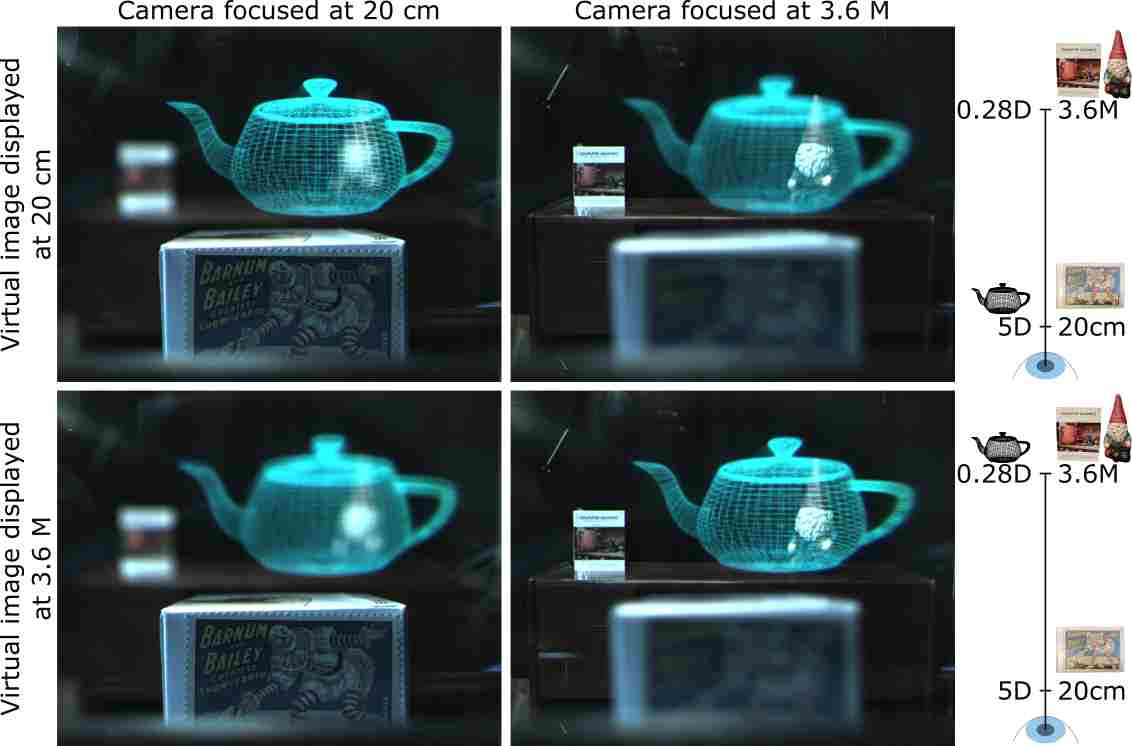 Camera focused at 20 cm
Camera focused at 3.6 M
Virtual image displayed
at 20 cm
BARNUM
BAILEY
0.28D
3.6M
5D
20cm
Virtual image displayed
at 3.6 M
BARNUM
BAILEY
0.28D
3.6M
5D
20cm